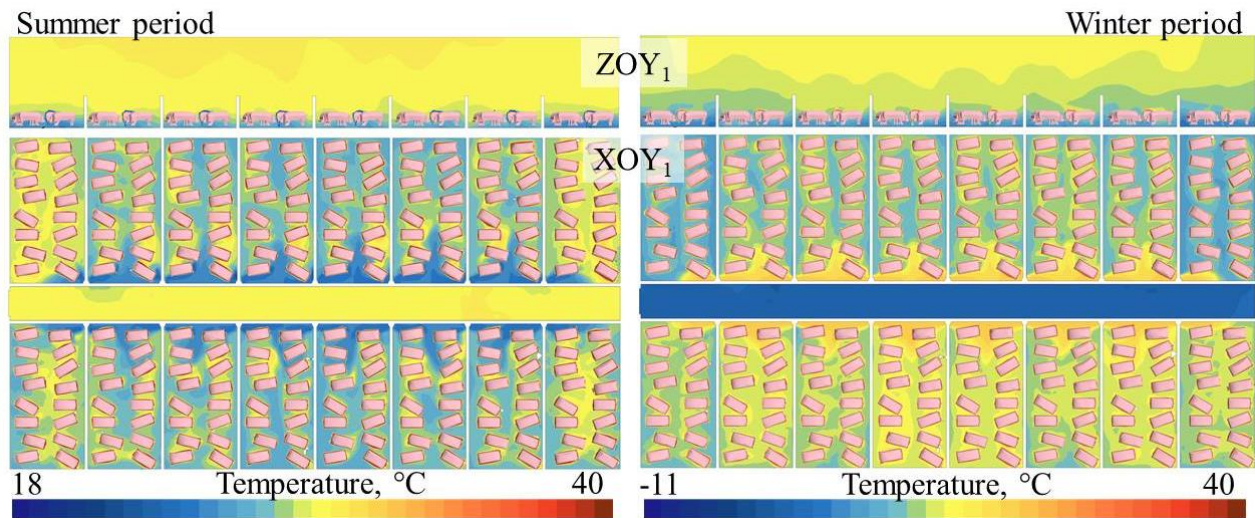 Summer period
Winter period
ZOY₁
XOY₁
18 Temperature, °C 40
-11 Temperature, °C 40